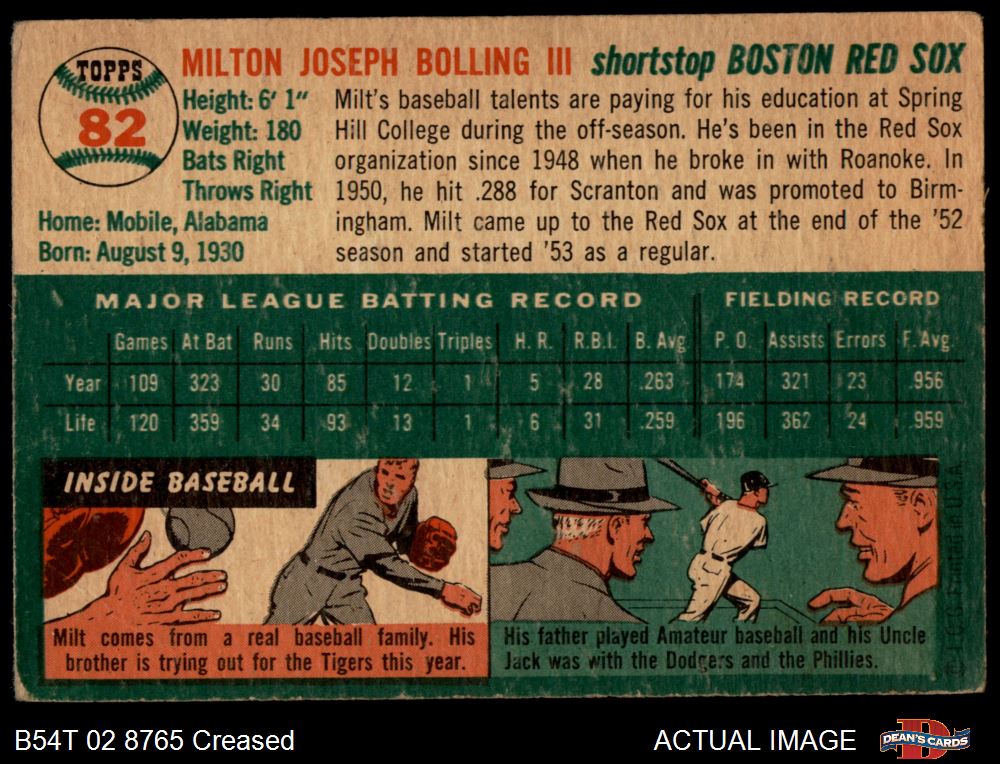 TOPPS
82
MILTON JOSEPH BOLLING III shortstop BOSTON RED SOX
Height: 6' 1"
Weight: 180
Bats Right
Throws Right
Home: Mobile, Alabama
Born: August 9, 1930
Milt's baseball talents are paying for his education at Spring
Hill College during the off-season. He's been in the Red Sox
organization since 1948 when he broke in with Roanoke. In
1950, he hit .288 for Scranton and was promoted to Birm-
ingham. Milt came up to the Red Sox at the end of the '52
season and started '53 as a regular.
MAJOR LEAGUE BATTING RECORD FIELDING RECORD
Games At Bat Runs Hits Doubles Triples H. R. R.B.I. B. Avg. P. O. Assists Errors F. Avg.
Year 109 323 30 85 12 1 5 28 .263 174 321 23 .956
Life 120 359 34 93 13 1 6 31 .259 196 362 24 .959
INSIDE BASEBALL
Milt comes from a real baseball family. His
brother is trying out for the Tigers this year.
His father played Amateur baseball and his Uncle
Jack was with the Dodgers and the Phillies.
© T.C.G. Printed in U.S.A.
B54T 02 8765 Creased
ACTUAL IMAGE
D
DEAN'S CARDS